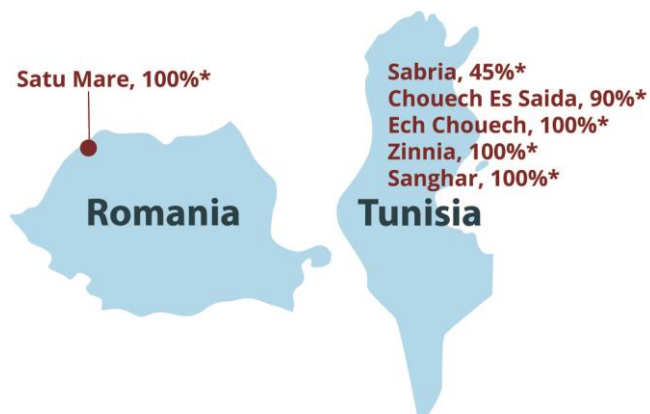 Satu Mare, 100%*
Romania
Sabria, 45%*
Chouech Es Saida, 90%*
Ech Chouech, 100%*
Zinnia, 100%*
Sanghar, 100%*
Tunisia